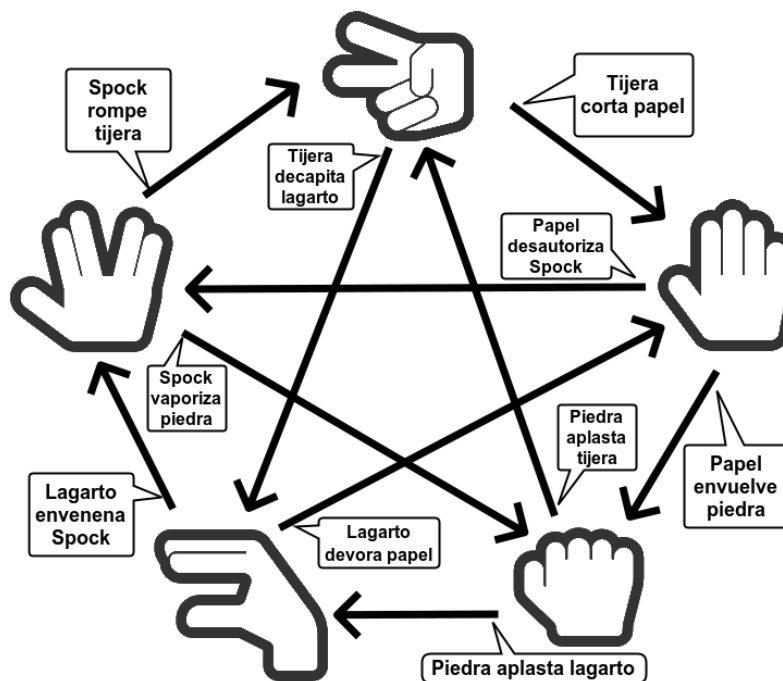 Spock
rompe
tijera
Tijera
corta papel
Tijera
decapita
lagarto
Papel
desautoriza
Spock
Spock
vaporiza
piedra
Piedra
aplasta
tijera
Papel
envuelve
piedra
Lagarto
envenena
Spock
Lagarto
devora papel
Piedra aplasta lagarto